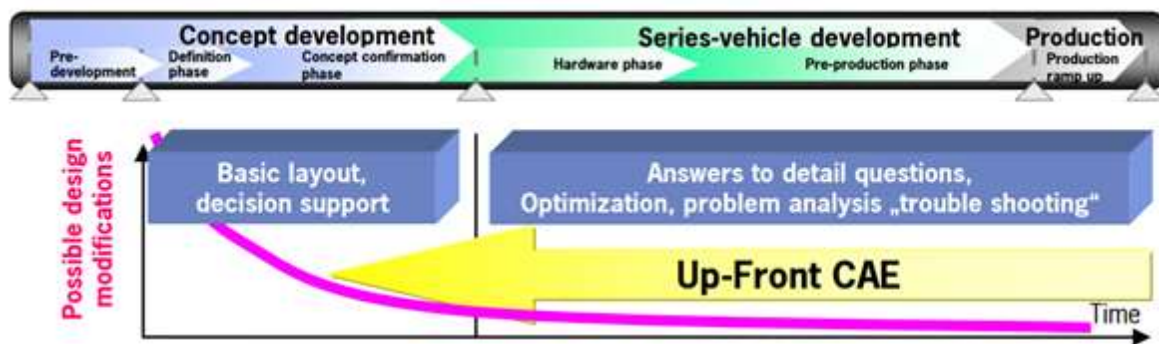 Concept development
Series-vehicle development
Production
Pre-
development
Definition
phase
Concept confirmation
phase
Hardware phase
Pre-production phase
Production
ramp up
Possible design
modifications
Basic layout,
decision support
Answers to detail questions,
Optimization, problem analysis „trouble shooting“
Up-Front CAE
Time